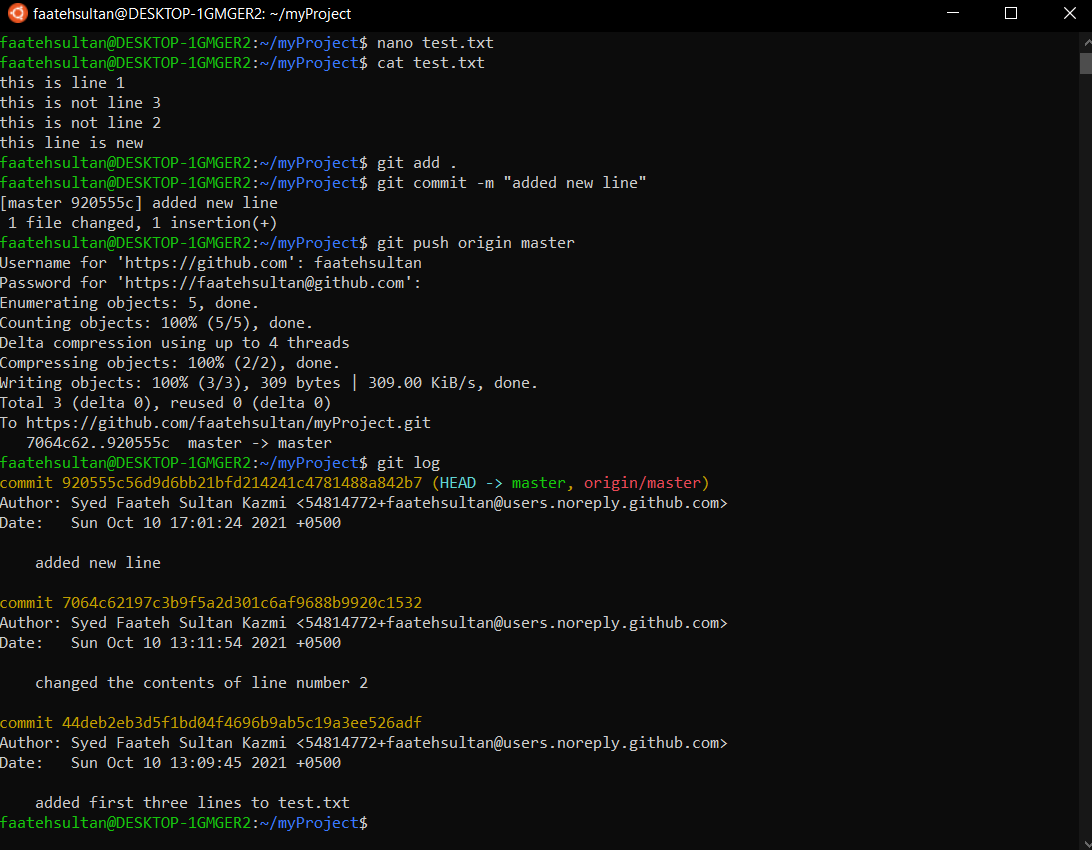 faatehsultan@DESKTOP-1GMGER2: ~/myProject
faatehsultan@DESKTOP-1GMGER2:~/myProject$ nano test.txt
faatehsultan@DESKTOP-1GMGER2:~/myProject$ cat test.txt
this is line 1
this is not line 3
this is not line 2
this line is new
faatehsultan@DESKTOP-1GMGER2:~/myProject$ git add .
faatehsultan@DESKTOP-1GMGER2:~/myProject$ git commit -m "added new line"
[master 920555c] added new line
 1 file changed, 1 insertion(+)
faatehsultan@DESKTOP-1GMGER2:~/myProject$ git push origin master
Username for 'https://github.com': faatehsultan
Password for 'https://faatehsultan@github.com':
Enumerating objects: 5, done.
Counting objects: 100% (5/5), done.
Delta compression using up to 4 threads
Compressing objects: 100% (2/2), done.
Writing objects: 100% (3/3), 309 bytes | 309.00 KiB/s, done.
Total 3 (delta 0), reused 0 (delta 0)
To https://github.com/faatehsultan/myProject.git
   7064c62..920555c  master -> master
faatehsultan@DESKTOP-1GMGER2:~/myProject$ git log
commit 920555c56d9d6bb21bfd214241c4781488a842b7 (HEAD -> master, origin/master)
Author: Syed Faateh Sultan Kazmi <54814772+faatehsultan@users.noreply.github.com>
Date:   Sun Oct 10 17:01:24 2021 +0500
    added new line
commit 7064c62197c3b9f5a2d301c6af9688b9920c1532
Author: Syed Faateh Sultan Kazmi <54814772+faatehsultan@users.noreply.github.com>
Date:   Sun Oct 10 13:11:54 2021 +0500
    changed the contents of line number 2
commit 44deb2eb3d5f1bd04f4696b9ab5c19a3ee526adf
Author: Syed Faateh Sultan Kazmi <54814772+faatehsultan@users.noreply.github.com>
Date:   Sun Oct 10 13:09:45 2021 +0500
    added first three lines to test.txt
faatehsultan@DESKTOP-1GMGER2:~/myProject$